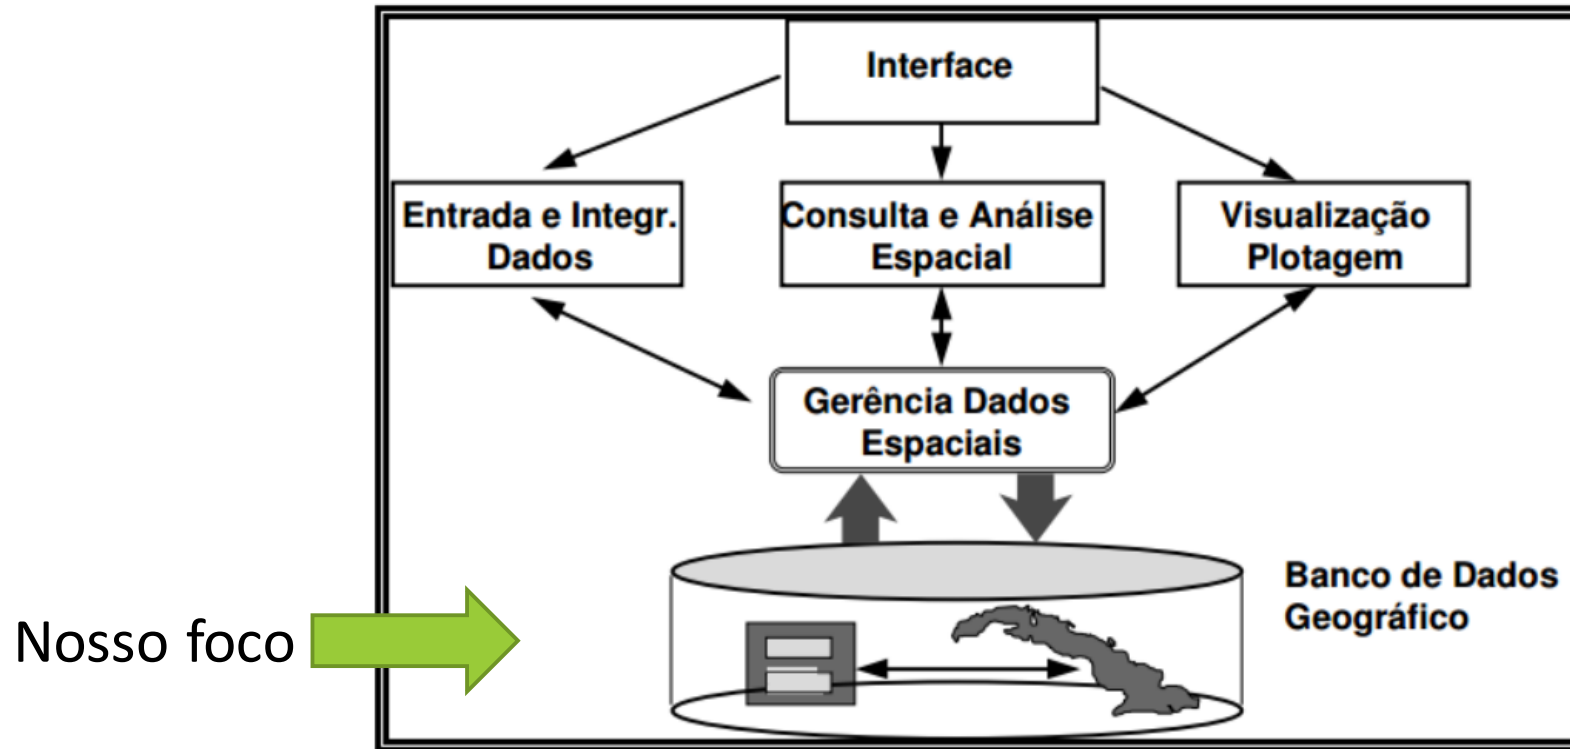 Interface
Entrada e Integr.
Dados
Consulta e Análise
Espacial
Visualização
Plotagem
Gerência Dados
Espaciais
Banco de Dados
Geográfico
Nosso foco